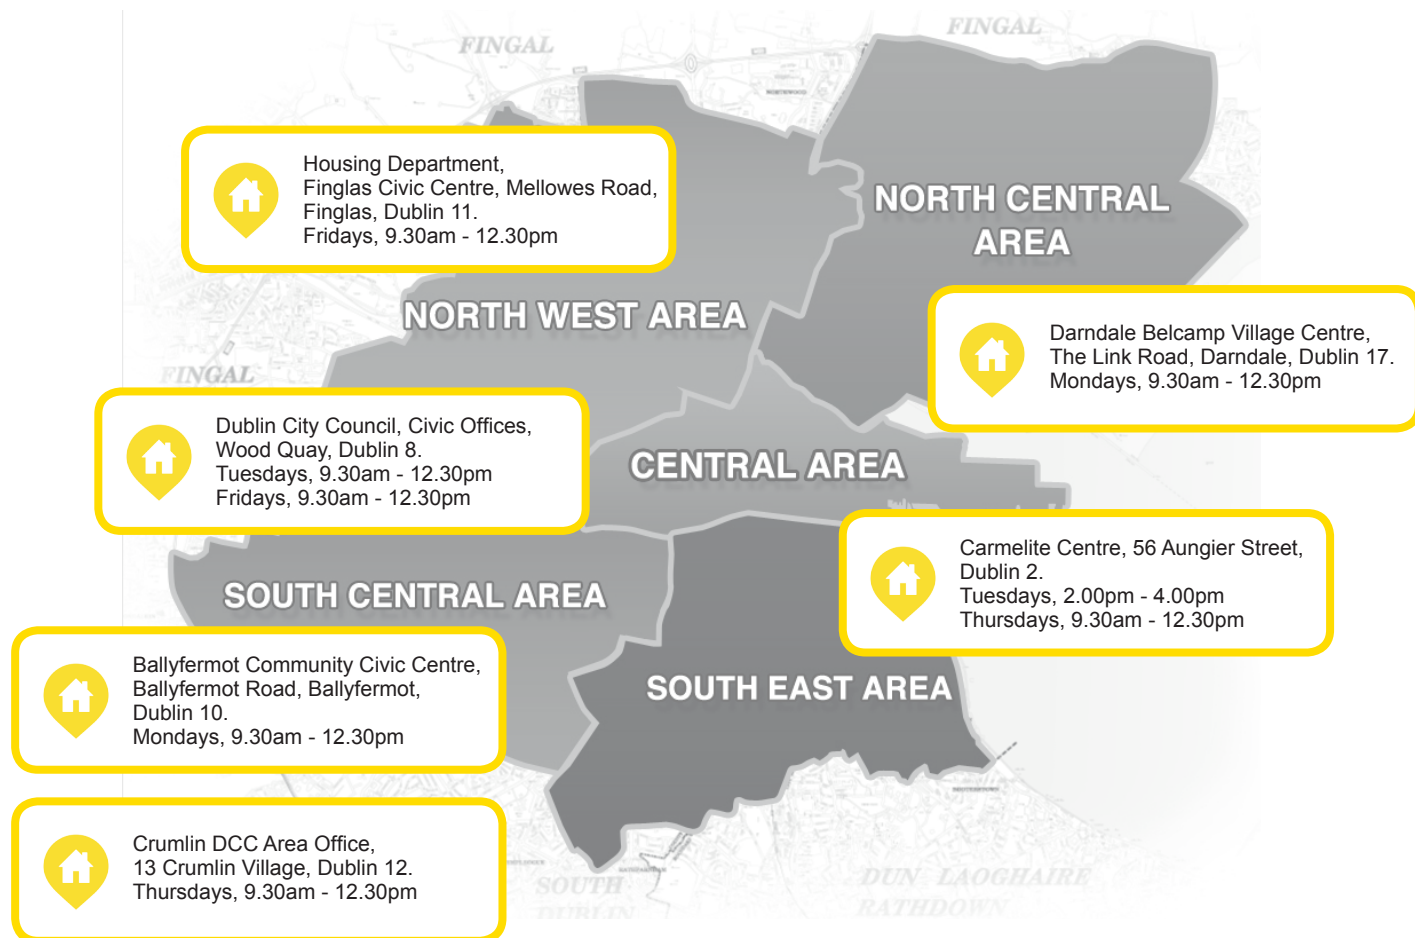 FINGAL
FINGAL
NORTHWOOD
Housing Department,
Finglas Civic Centre, Mellowes Road,
Finglas, Dublin 11.
Fridays, 9.30am - 12.30pm
NORTH CENTRAL
AREA
NORTH WEST AREA
Darndale Belcamp Village Centre,
The Link Road, Darndale, Dublin 17.
Mondays, 9.30am - 12.30pm
FINGAL
Dublin City Council, Civic Offices,
Wood Quay, Dublin 8.
Tuesdays, 9.30am - 12.30pm
Fridays, 9.30am - 12.30pm
CENTRAL AREA
Carmelite Centre, 56 Aungier Street,
Dublin 2.
Tuesdays, 2.00pm - 4.00pm
Thursdays, 9.30am - 12.30pm
SOUTH CENTRAL AREA
Ballyfermot Community Civic Centre,
Ballyfermot Road, Ballyfermot,
Dublin 10.
Mondays, 9.30am - 12.30pm
SOUTH EAST AREA
Crumlin DCC Area Office,
13 Crumlin Village, Dublin 12.
Thursdays, 9.30am - 12.30pm
SOUTH
DUBLIN
DUN LAOGHAIRE
RATHDOWN